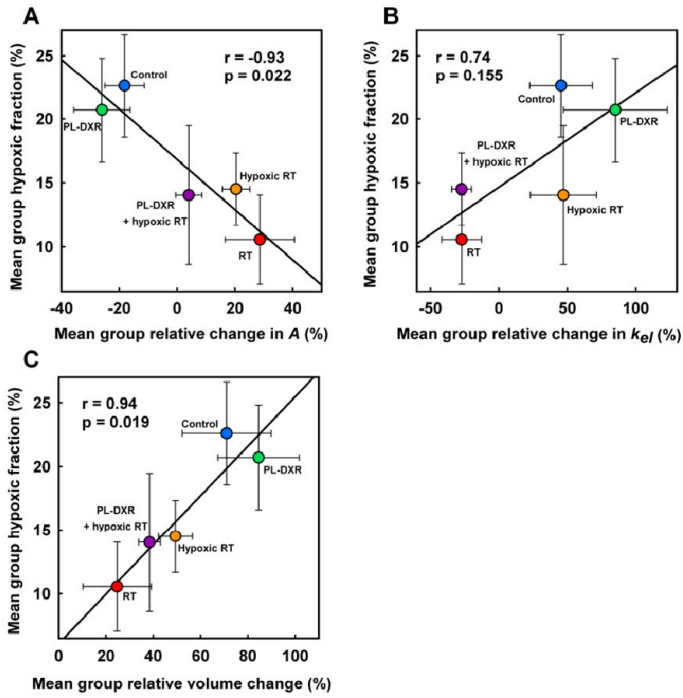 A
Mean group hypoxic fraction (%)
25
20
15
10
r = -0.93
p = 0.022
Control
PL-DXR
Hypoxic RT
PL-DXR
+ hypoxic RT
RT
-40 -20 0 20 40
Mean group relative change in A (%)
B
Mean group hypoxic fraction (%)
25
20
15
10
r = 0.74
p = 0.155
Control
PL-DXR
PL-DXR
+ hypoxic RT
Hypoxic RT
RT
-50 0 50 100
Mean group relative change in kel (%)
C
Mean group hypoxic fraction (%)
25
20
15
10
r = 0.94
p = 0.019
Control
PL-DXR
PL-DXR
+ hypoxic RT
Hypoxic RT
RT
0 20 40 60 80 100
Mean group relative volume change (%)